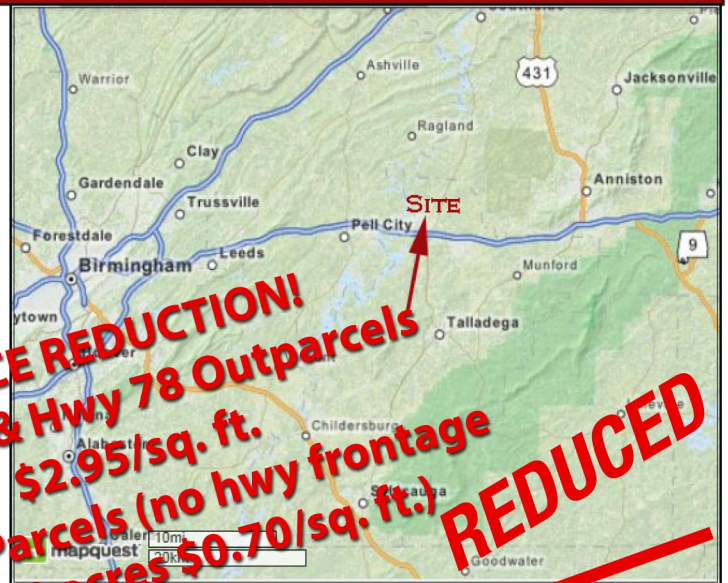 Warrior
Ashville
431
Jacksonville
Ragland
Clay
Gardendale
Trussville
Anniston
SITE
Pell City
Forestdale
Leeds
9
Birmingham
Munford
Talladega
REDUCTION!
& Hwy 78 Outparcels
$2.95/sq. ft.
Childersburg
(no hwy frontage
acres $0.70/sq. ft.)
REDUCED
10mi
mapquest
20km
Goodwater